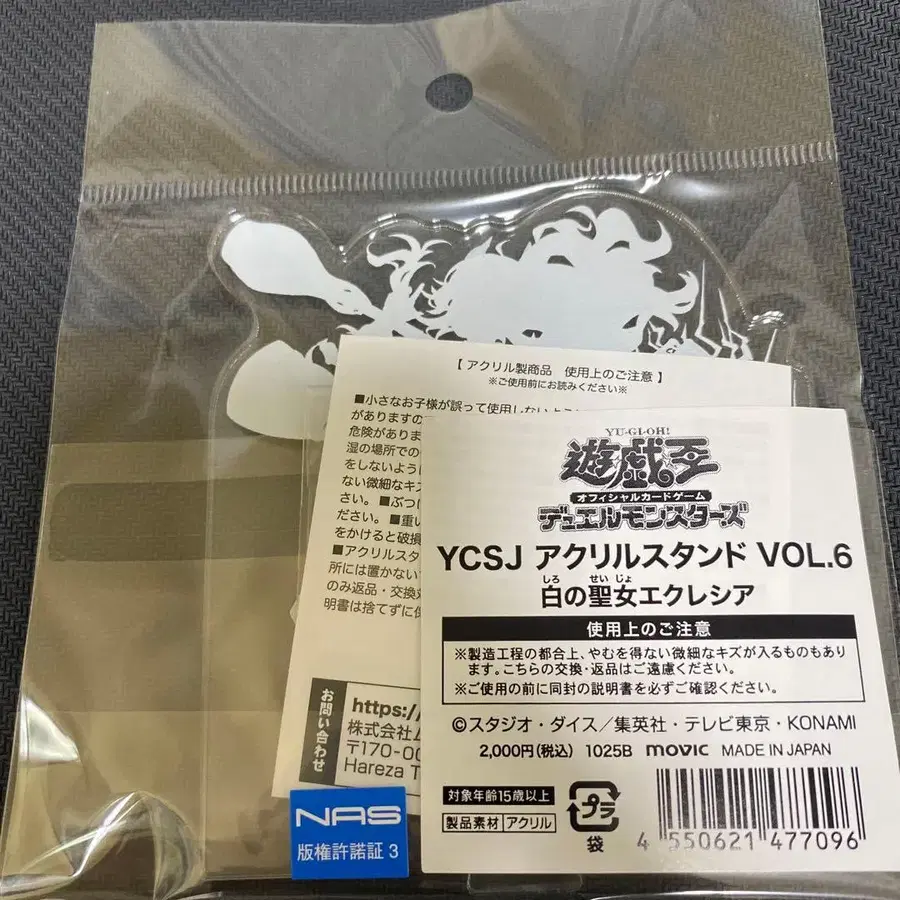 【 アクリル製商品 使用上のご注意 】
※ご使用前にお読みください※
■小さなお子様が誤って使用しないよう
がありますの
危険がありま
湿の場所での
をしないように
ない微細なキズ
さい。 ■ぶつ
ださい。 ■重い
をかけると破損
■アクリルスタ
所には置かない
のみ返品・交換
明書は捨てずに
お問い合わせ
https://
株式会社
〒170-00
Hareza T
NAS
版権許諾証 3
YU-GI-OH!
遊戯王
オフィシャルカードゲーム
デュエルモンスターズ
YCSJ アクリルスタンド VOL.6
しろ せいじょ
白の聖女エクレシア
使用上のご注意
※製造工程の都合上、やむを得ない微細なキズが入るものもあり
ます。こちらの交換・返品はご遠慮ください。
※ご使用の前に同封の説明書を必ずご確認ください。
©スタジオ・ダイス／集英社・テレビ東京・KONAMI
2,000円(税込) 1025B movic MADE IN JAPAN
対象年齢15歳以上
製品素材 アクリル
プラ
袋
4 550621 477096